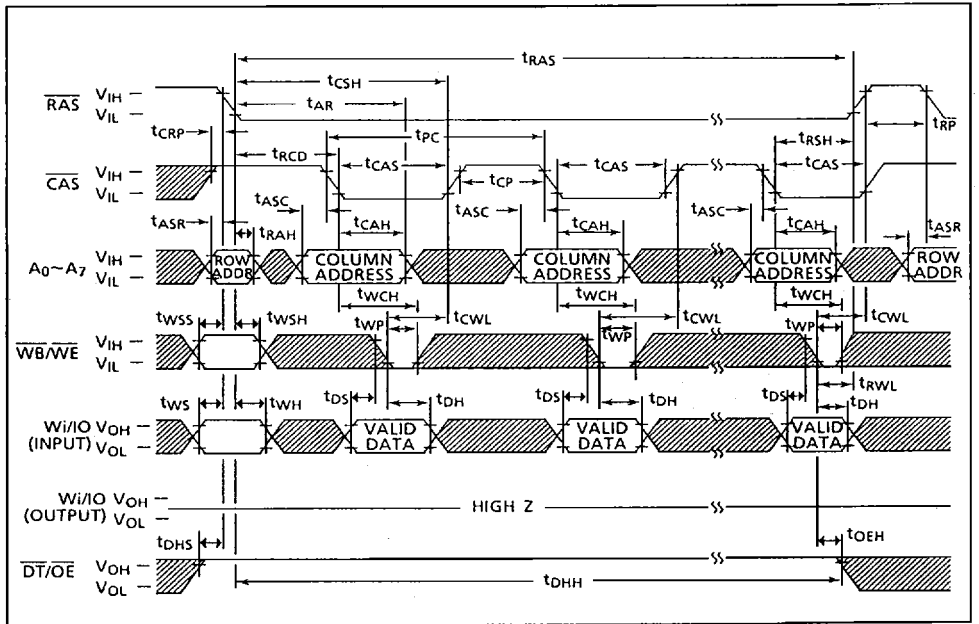 tRAS
tCSH
RAS VIH
VIL
tAR
tCRP
tPC
tRP
tRCD
tCAS
tCAS
tRSH
tCAS
CAS VIH
VIL
tCP
tASR
tRAH
tASC
tCAH
tASC
tCAH
tASC
tCAH
tASR
A0~A7 VIH
VIL
ROW ADDR
COLUMN ADDRESS
COLUMN ADDRESS
COLUMN ADDRESS
ROW ADDR
tWCH
tWCH
tWCH
tWSS
tWSH
tWP
tCWL
tWP
tCWL
tWP
tCWL
WB/WE VIH
VIL
tRWL
tWS
tWH
tDS
tDH
tDS
tDH
tDS
tDH
Wi/IO VOH
(INPUT) VOL
VALID DATA
VALID DATA
VALID DATA
Wi/IO VOH
(OUTPUT) VOL
HIGH Z
tDHS
tOEH
DT/OE VOH
VOL
tDHH